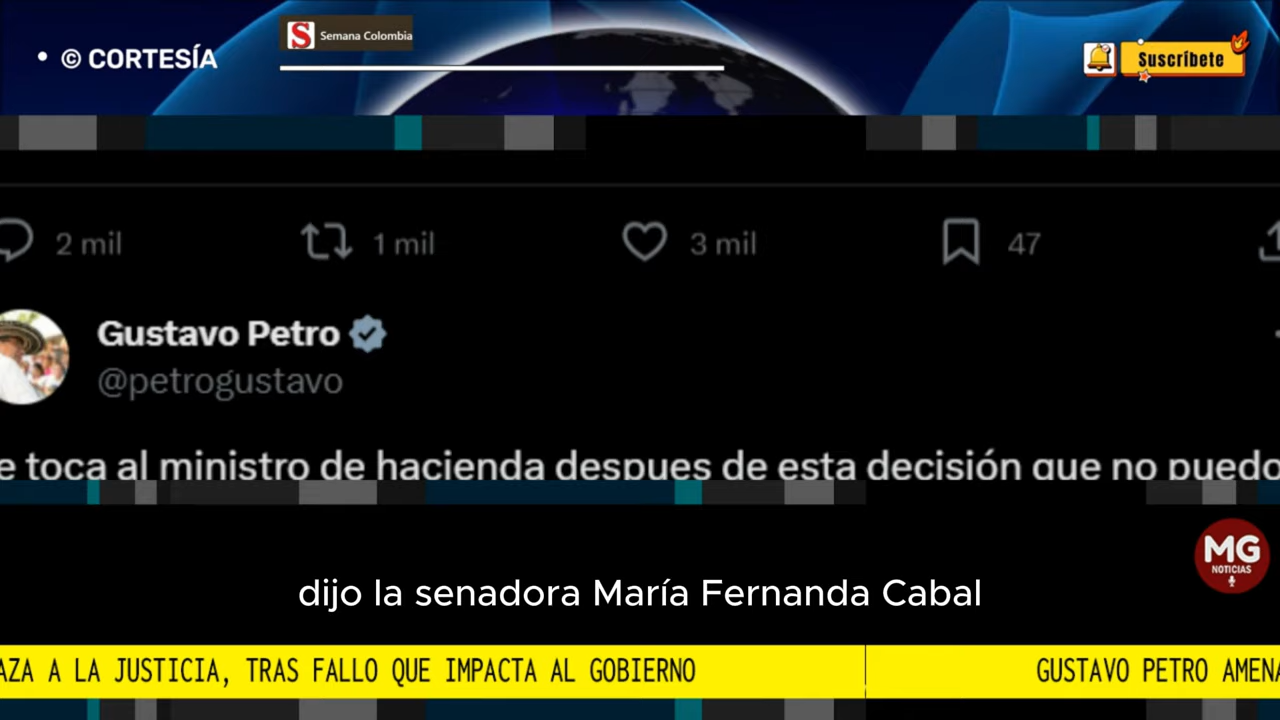 • © CORTESÍA
S Semana Colombia
Suscríbete
2 mil
1 mil
3 mil
47
Gustavo Petro
@petrogustavo
e toca al ministro de hacienda despues de esta decisión que no puedo
MG
NOTICIAS
dijo la senadora María Fernanda Cabal
AZA A LA JUSTICIA, TRAS FALLO QUE IMPACTA AL GOBIERNO
GUSTAVO PETRO AMENA